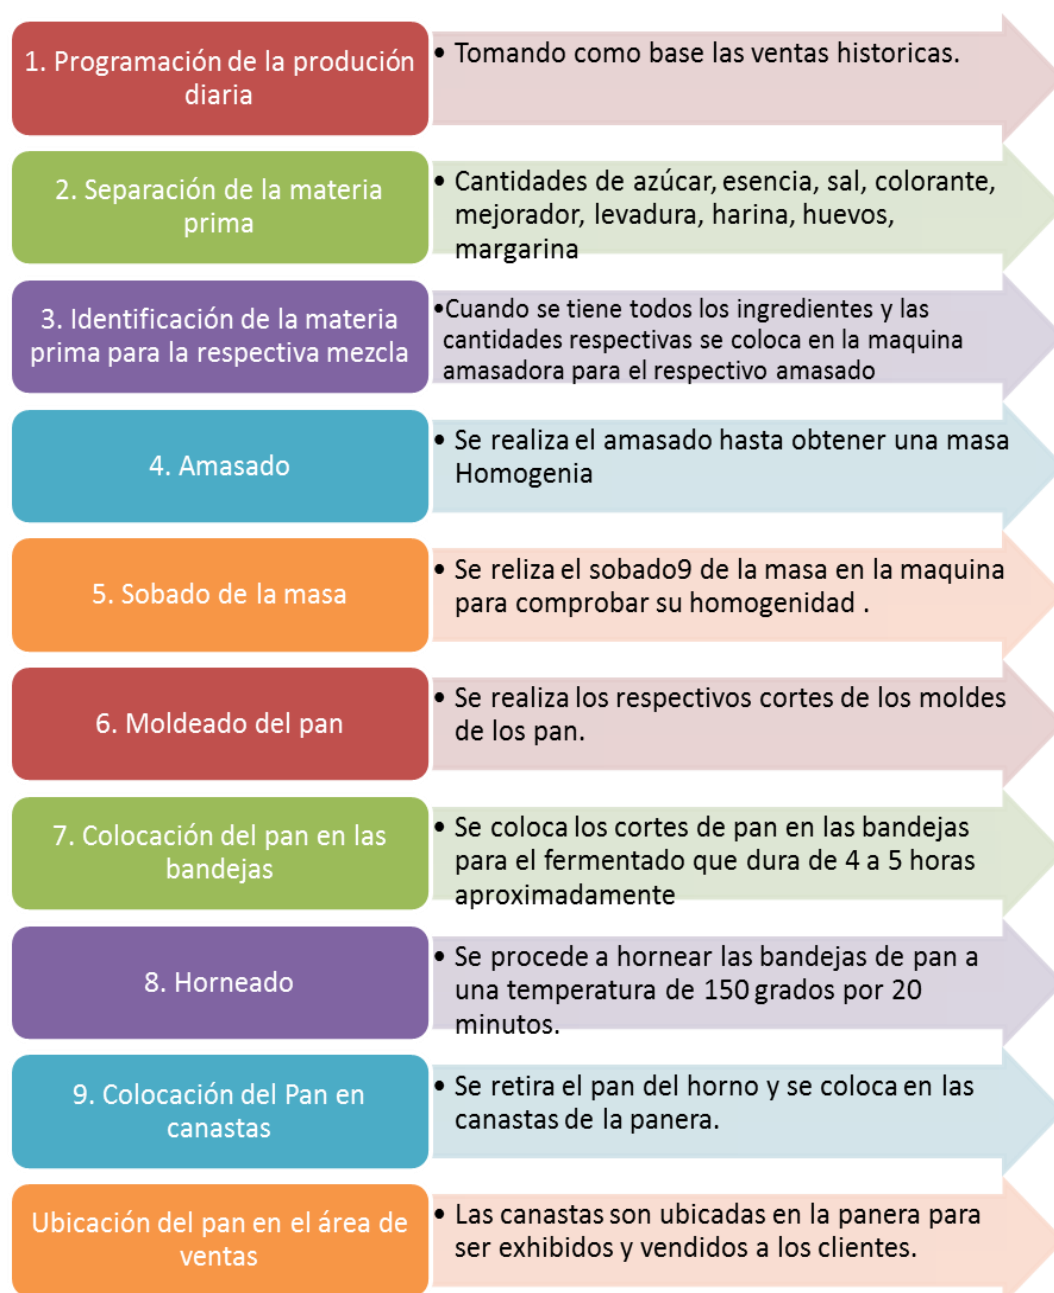 1. Programación de la produción
diaria
• Tomando como base las ventas historicas.
2. Separación de la materia
prima
• Cantidades de azúcar, esencia, sal, colorante,
mejorador, levadura, harina, huevos,
margarina
3. Identificación de la materia
prima para la respectiva mezcla
•Cuando se tiene todos los ingredientes y las
cantidades respectivas se coloca en la maquina
amasadora para el respectivo amasado
4. Amasado
• Se realiza el amasado hasta obtener una masa
Homogenia
5. Sobado de la masa
• Se reliza el sobado9 de la masa en la maquina
para comprobar su homogenidad .
6. Moldeado del pan
• Se realiza los respectivos cortes de los moldes
de los pan.
7. Colocación del pan en las
bandejas
• Se coloca los cortes de pan en las bandejas
para el fermentado que dura de 4 a 5 horas
aproximadamente
8. Horneado
• Se procede a hornear las bandejas de pan a
una temperatura de 150 grados por 20
minutos.
9. Colocación del Pan en
canastas
• Se retira el pan del horno y se coloca en las
canastas de la panera.
Ubicación del pan en el área de
ventas
• Las canastas son ubicadas en la panera para
ser exhibidos y vendidos a los clientes.